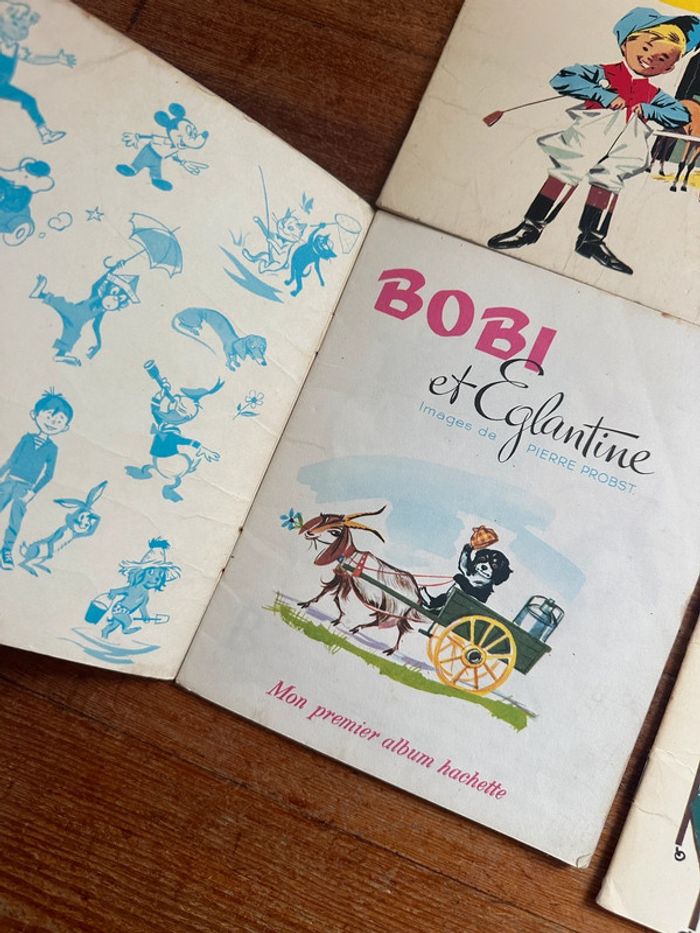 BOBI
et Eglantine
Images de PIERRE PROBST.
Mon premier album hachette